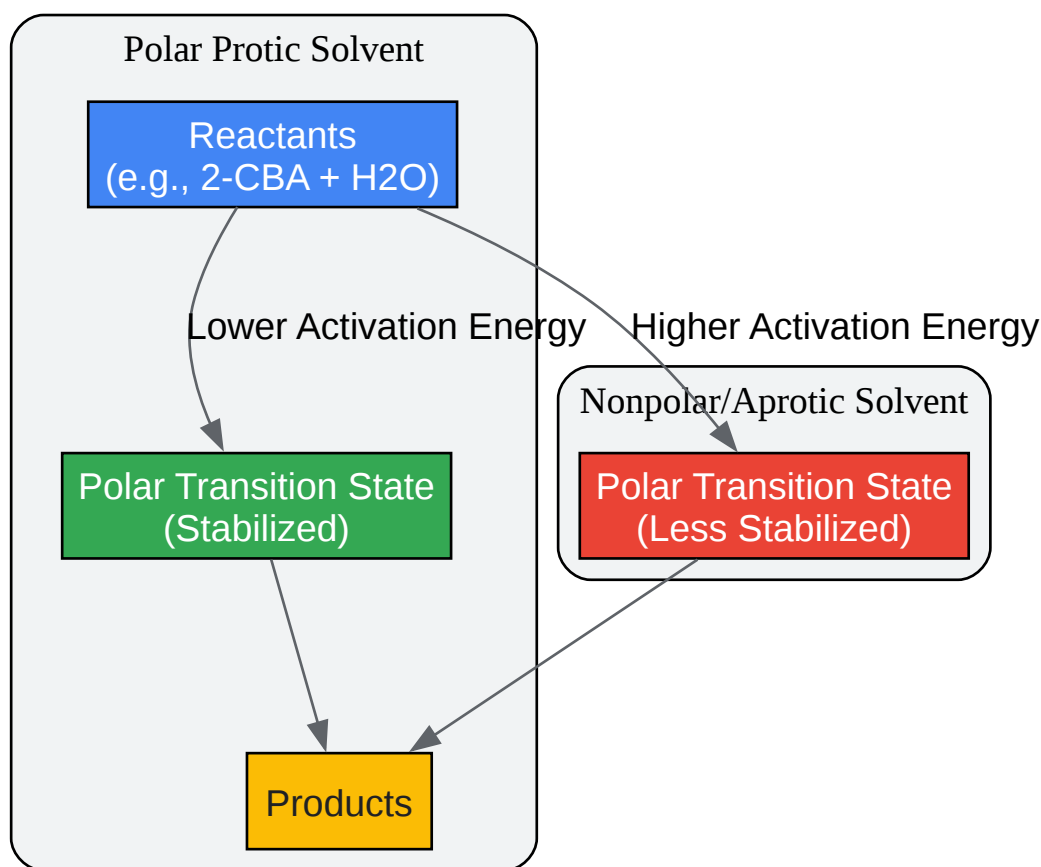 Polar Protic Solvent
Reactants
(e.g., 2-CBA + H2O)
Lower Activation Energy
Higher Activation Energy
Nonpolar/Aprotic Solvent
Polar Transition State
(Stabilized)
Polar Transition State
(Less Stabilized)
Products